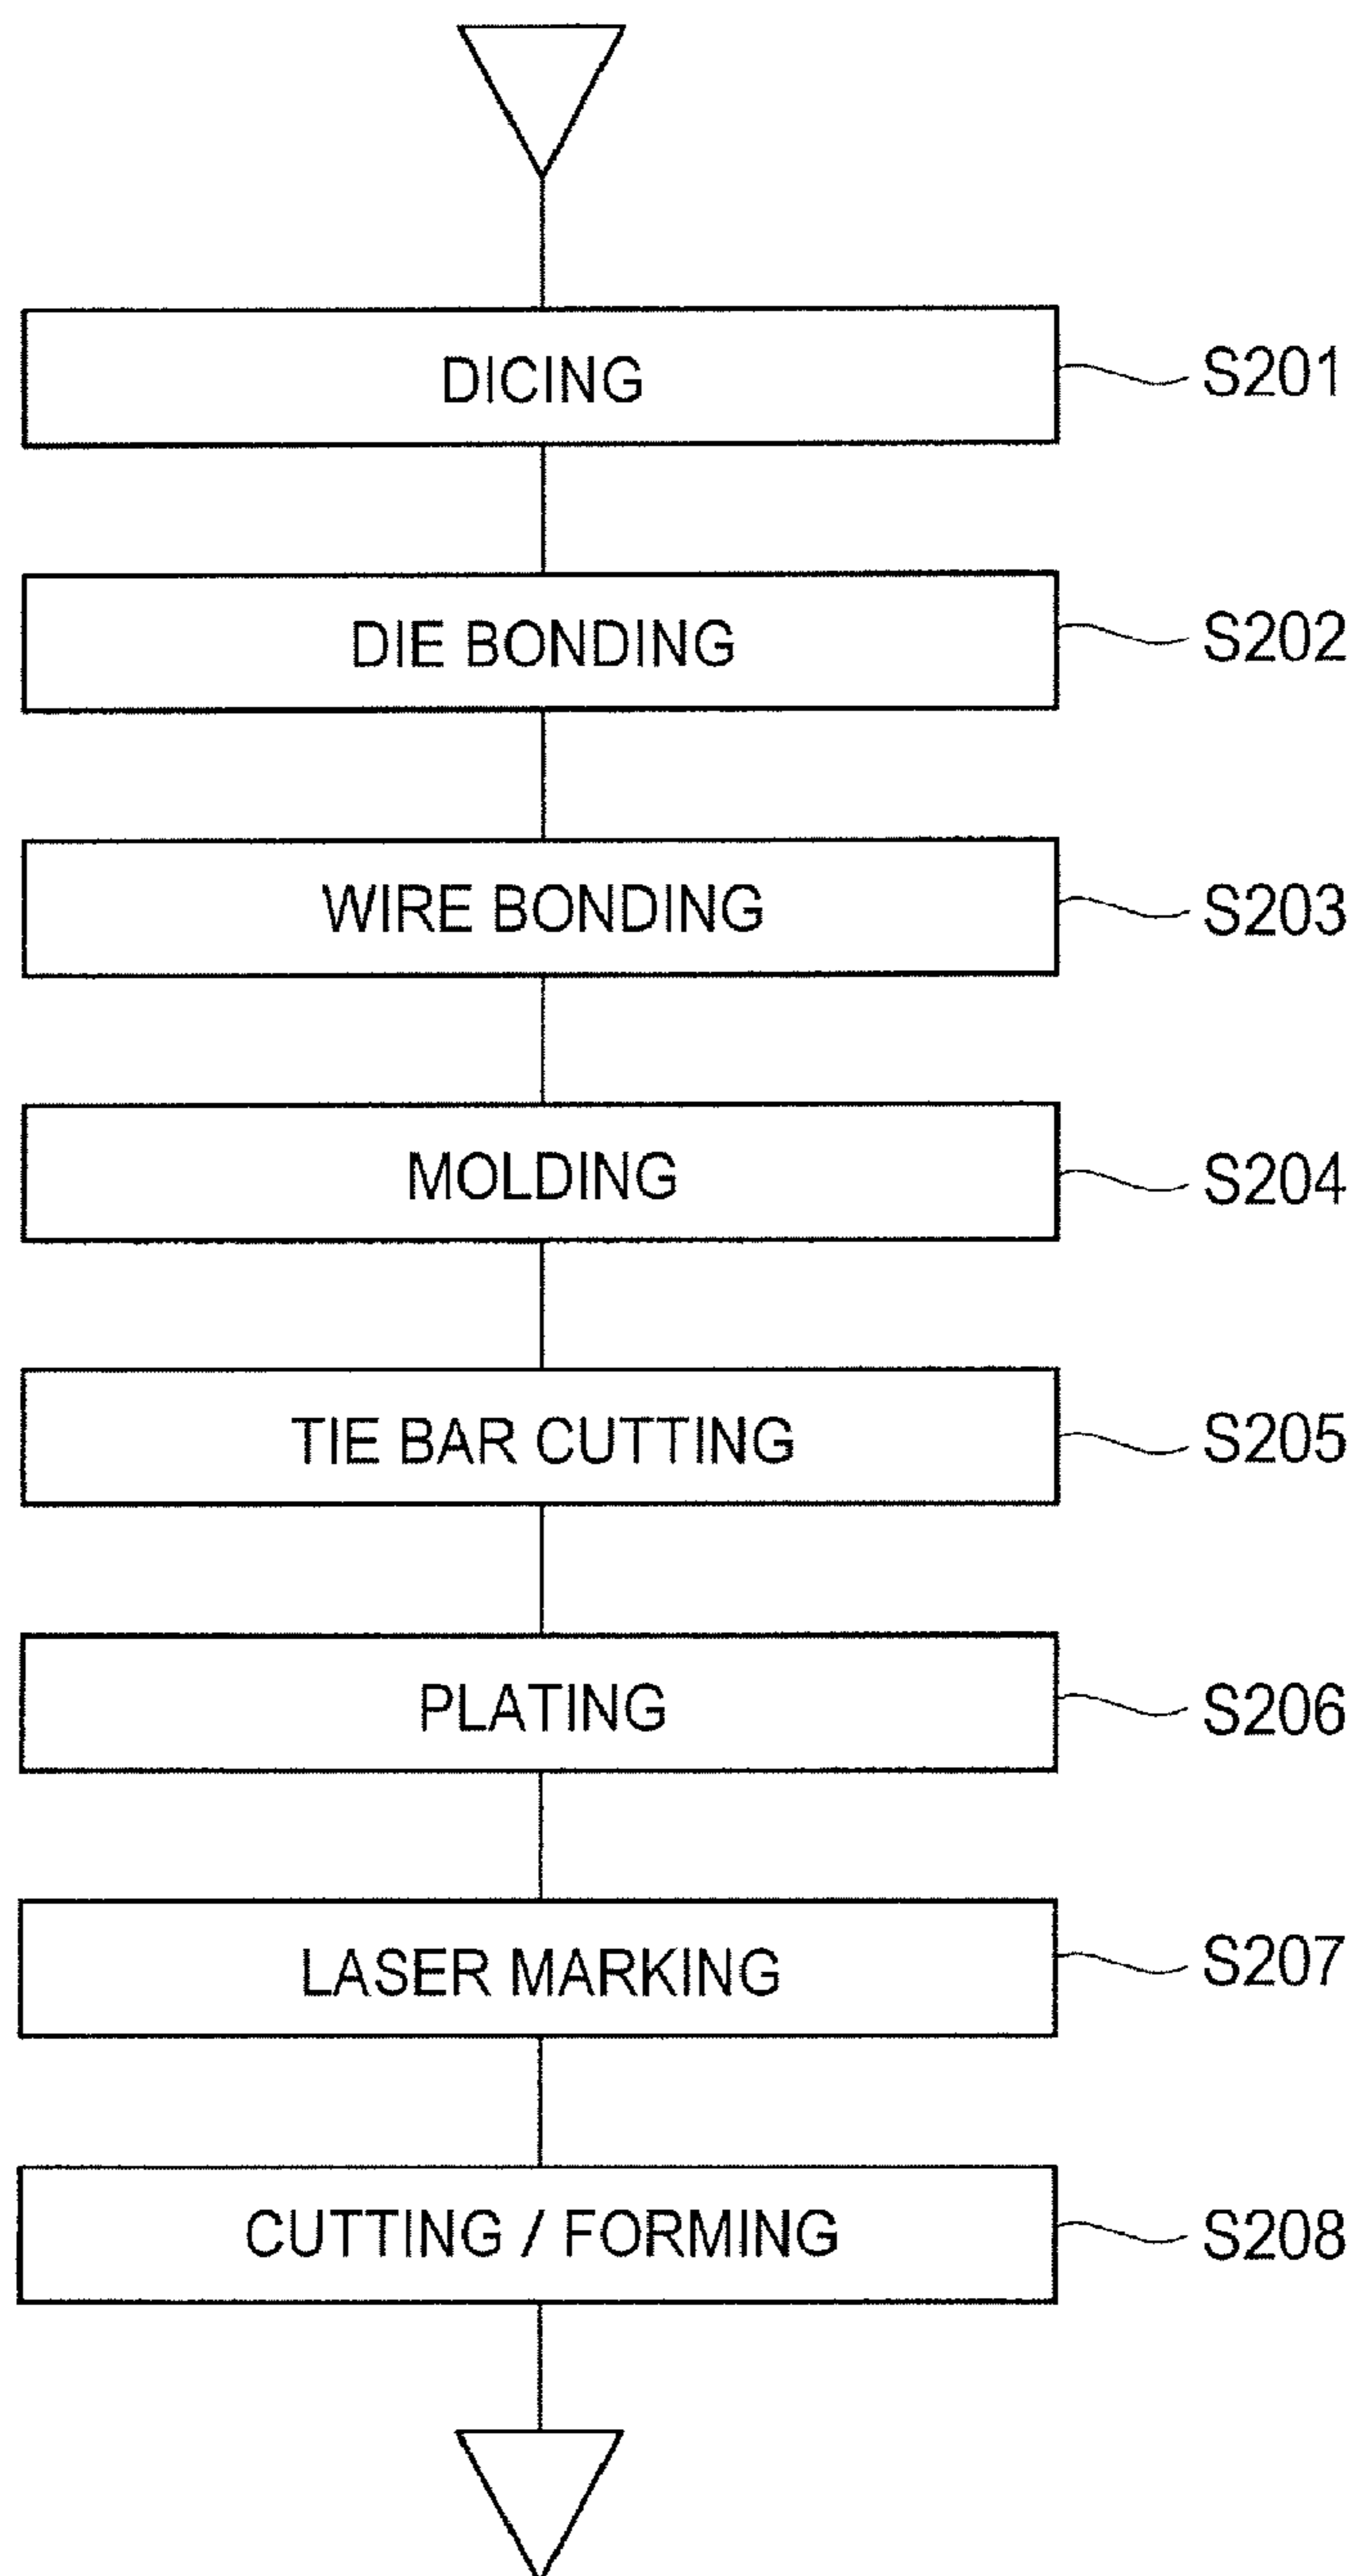 DICING S201
DIE BONDING S202
WIRE BONDING S203
MOLDING S204
TIE BAR CUTTING S205
PLATING S206
LASER MARKING S207
CUTTING / FORMING S208